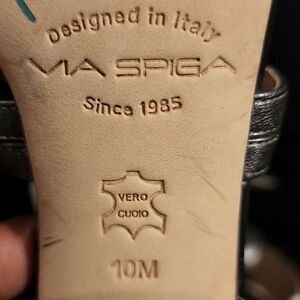 Designed in Italy
VIA SPIGA
Since 1985
VERO
CUOIO
10M